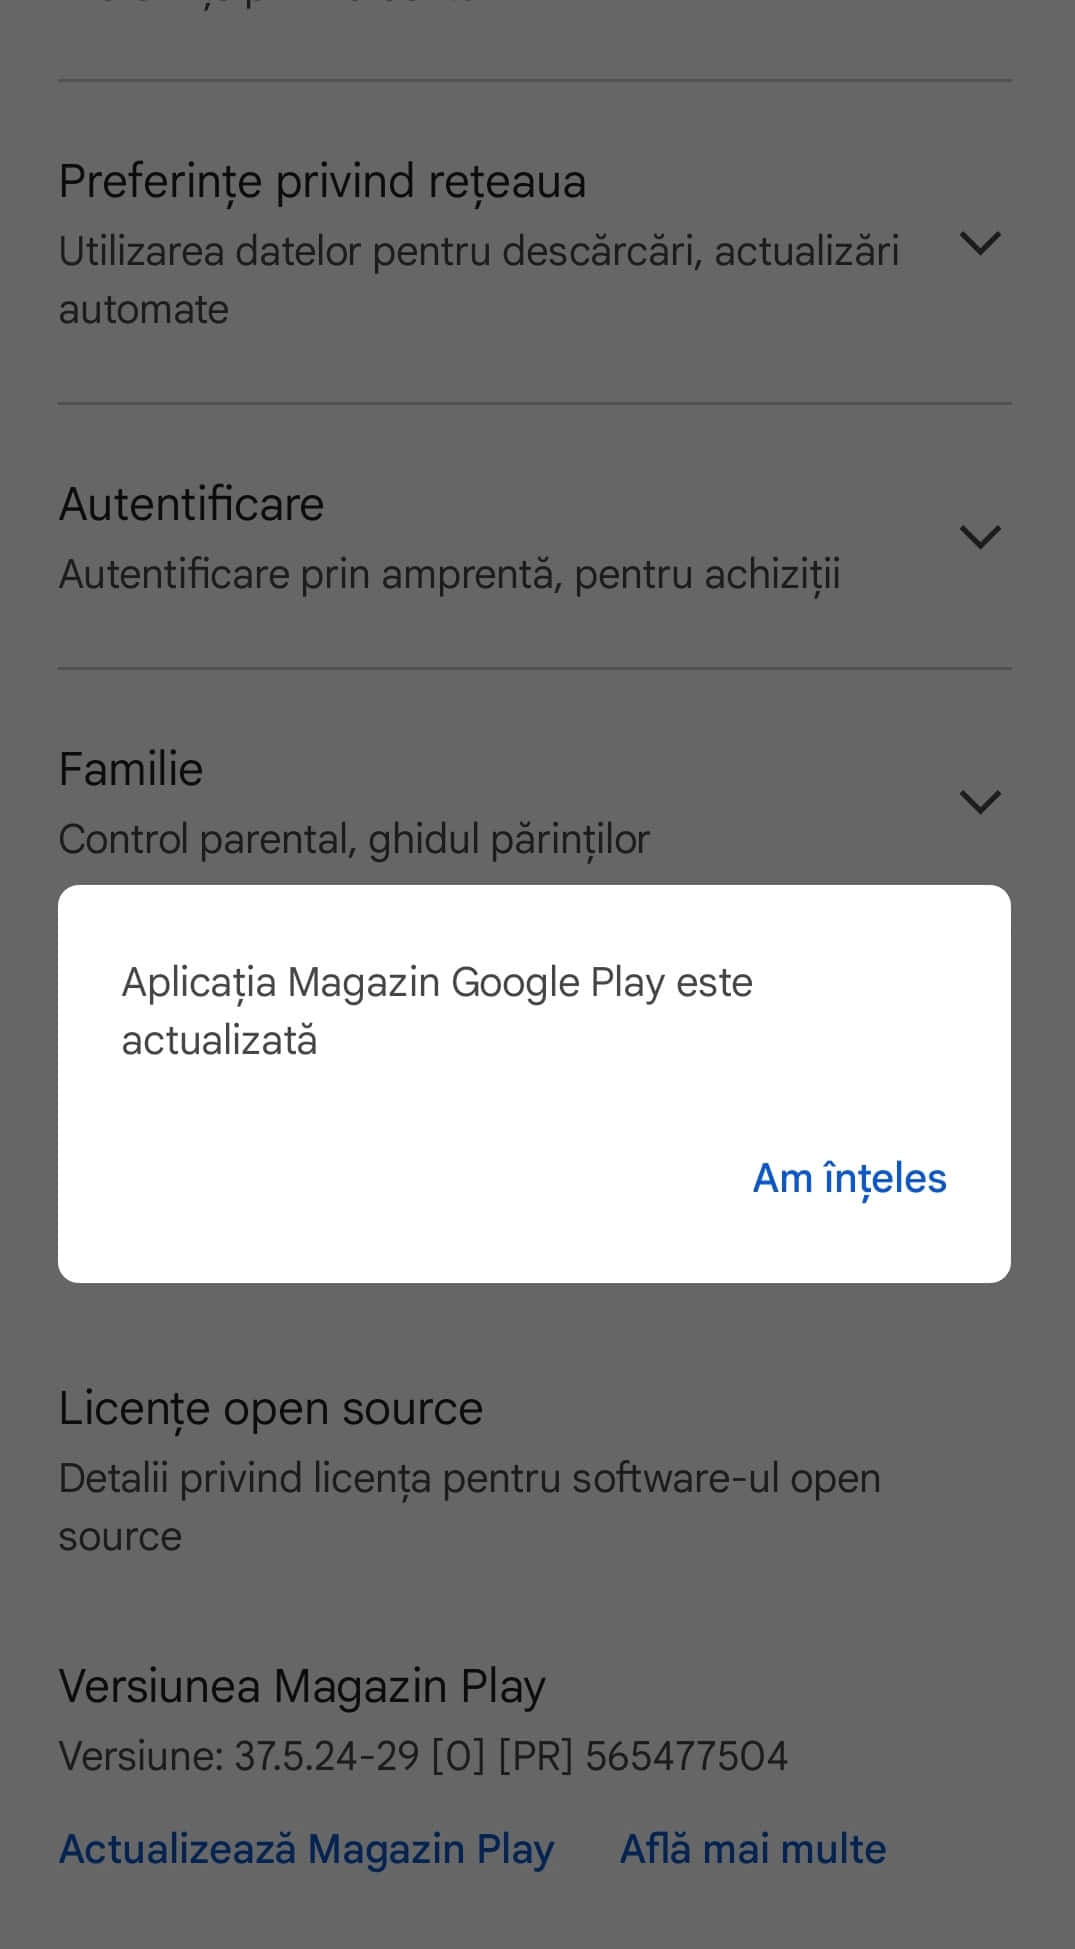 Preferințe privind rețeaua
Utilizarea datelor pentru descărcări, actualizări
automate
Autentificare
Autentificare prin amprentă, pentru achiziții
Familie
Control parental, ghidul părinților
Aplicația Magazin Google Play este
actualizată
Am înțeles
Licențe open source
Detalii privind licența pentru software-ul open
source
Versiunea Magazin Play
Versiune: 37.5.24-29 [0] [PR] 565477504
Actualizează Magazin Play Află mai multe